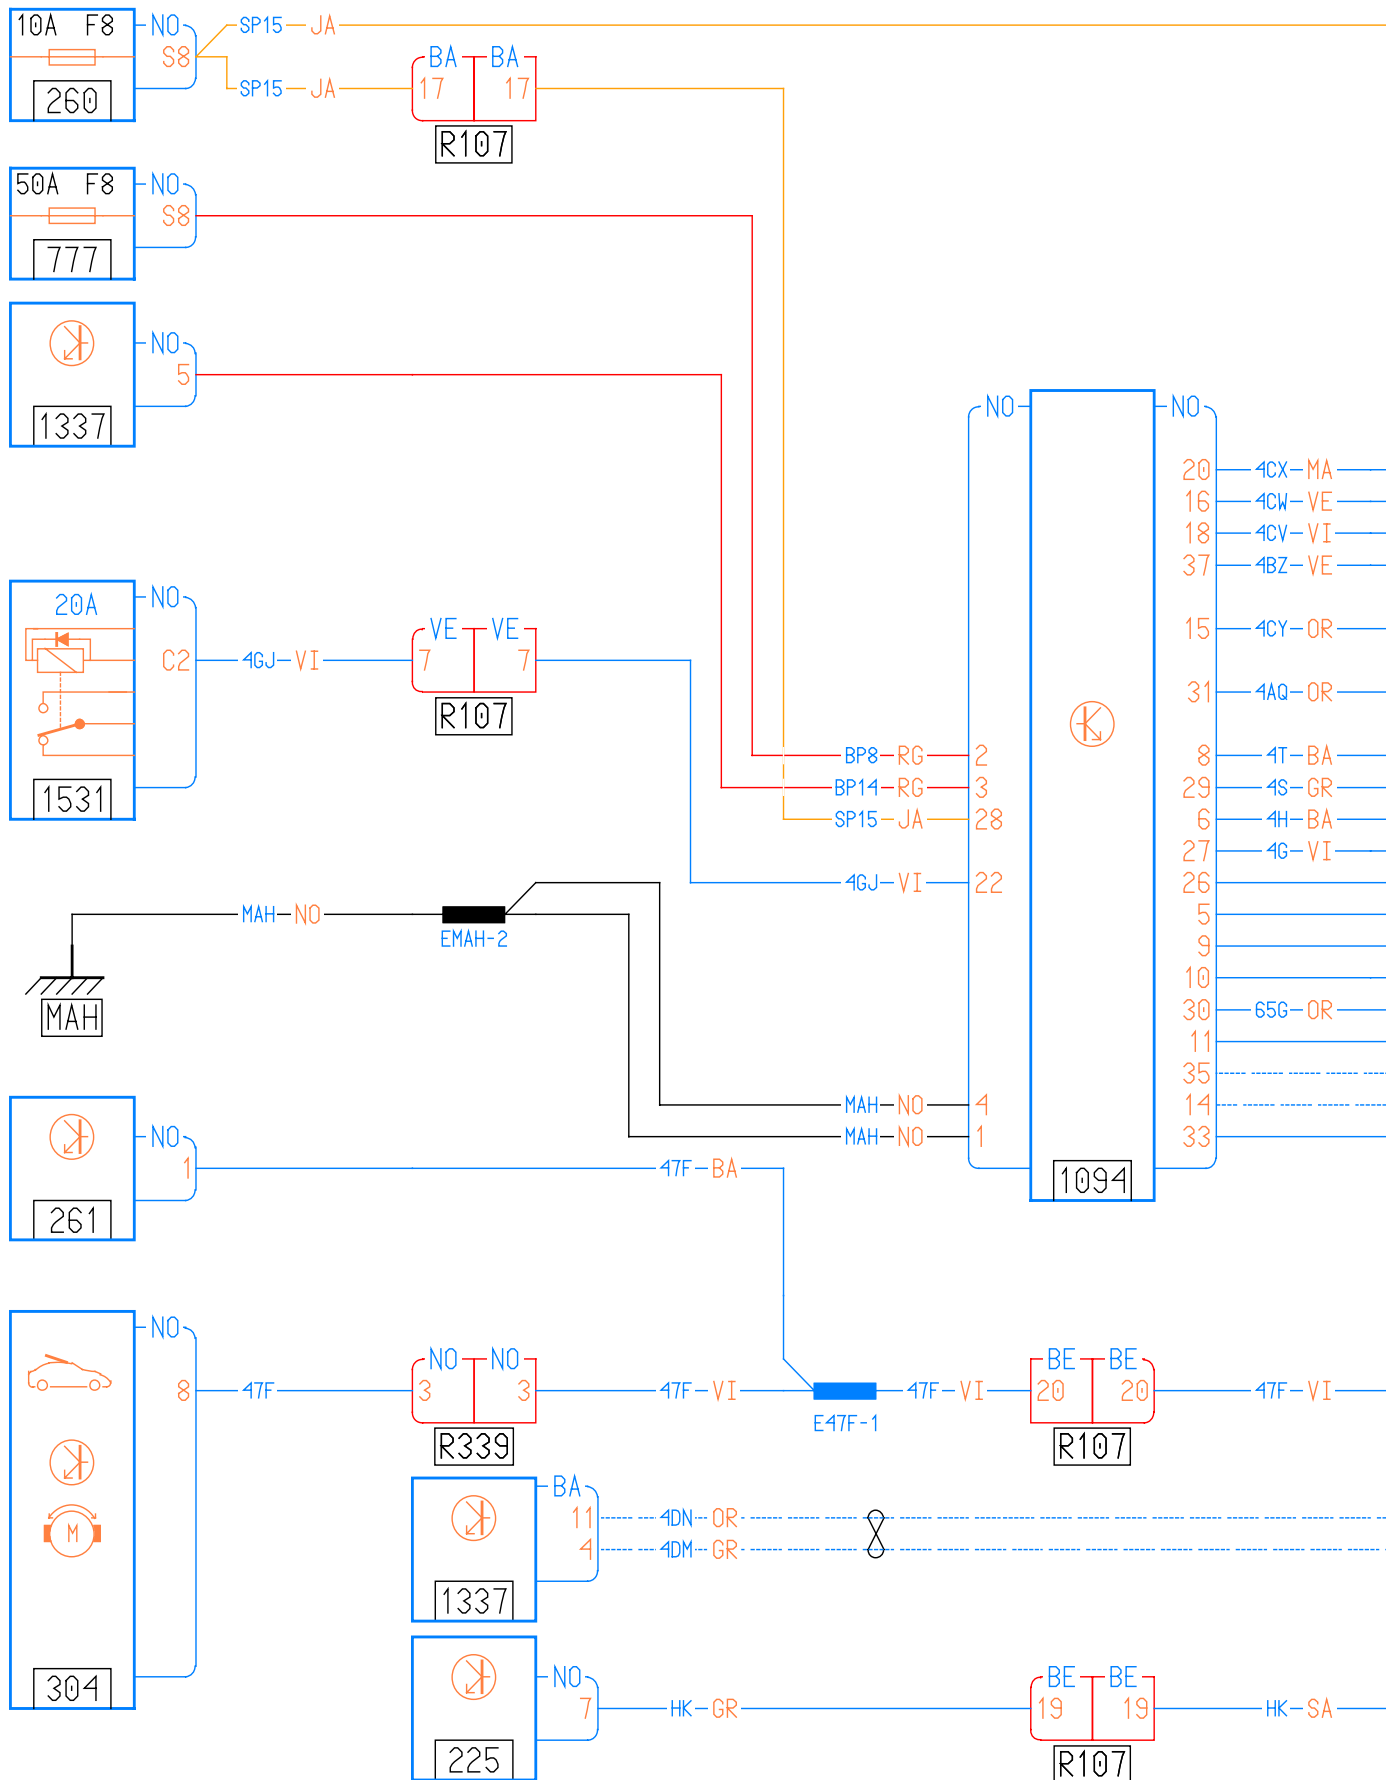 10A F8 NO SP15 JA
S8 BA BA
SP15 JA 17 17
260
R107
50A F8 NO
S8
777
NO
5
1337
NO NO
20 4CX MA
16 4CW VE
18 4CV VI
37 4BZ VE
20A NO
VE VE 15 4CY OR
C2 4GJ VI 7 7
31 4AQ OR
R107
BP8 RG 2 8 4T BA
1531 BP14 RG 3 29 4S GR
SP15 JA 28 6 4H BA
27 4G VI
4GJ VI 22 26
MAH NO 5
EMAH-2
9
10
MAH 30 65G OR
11
35
MAH NO 4 14
NO MAH NO 1 33
1 47F BA 1094
261
NO
NO NO BE BE
8 47F 3 3 47F VI 47F VI 20 20 47F VI
E47F-1
R339 R107
BA
11 4DN OR
M
4 4DM GR
1337
NO BE BE
304
7 HK GR 19 19 HK SA
225 R107